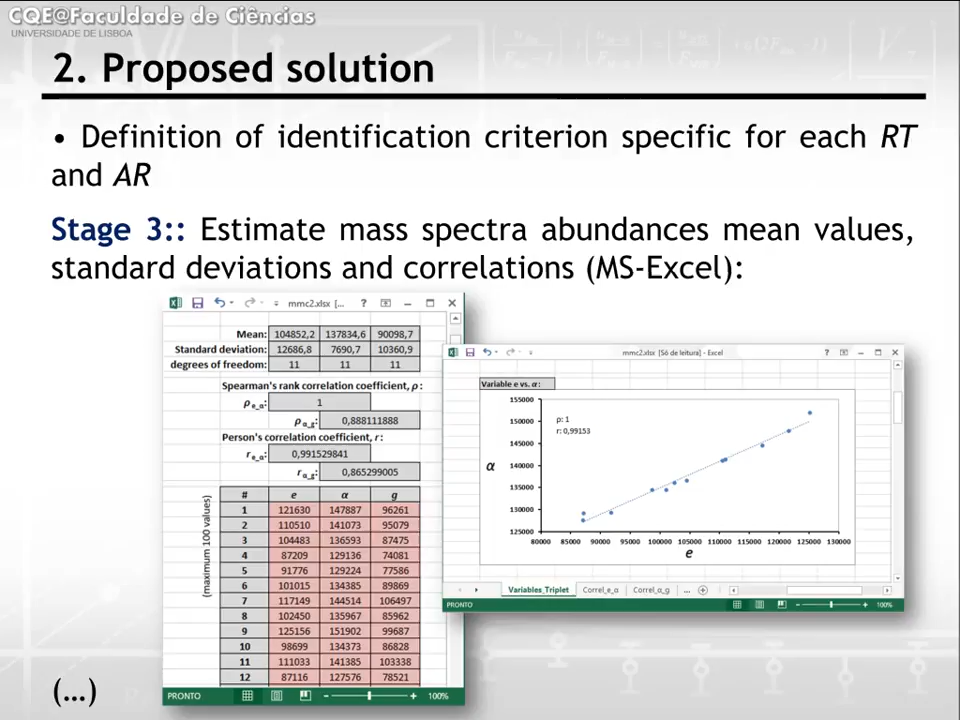 CQE@Faculdade de Ciências
UNIVERSIDADE DE LISBOA
2. Proposed solution
• Definition of identification criterion specific for each RT
and AR
Stage 3:: Estimate mass spectra abundances mean values,
standard deviations and correlations (MS-Excel):
mmc2.xlsx [...
Mean: 104852,2 137834,6 90098,7
Standard deviation: 12686,8 7690,7 10360,9
degrees of freedom: 11 11 11
Spearman's rank correlation coefficient, ρ:
ρe_α: 1
ρα_g: 0,888111888
Person's correlation coefficient, r:
re_α: 0,991529841
rα_g: 0,865299005
(maximum 100 values)
# e α g
1 121630 147887 96261
2 110510 141073 95079
3 104483 136593 87475
4 87209 129136 74081
5 91776 129224 77586
6 101015 134385 89869
7 117149 144514 106497
8 102450 135967 85962
9 125156 151902 99687
10 98699 134373 86828
11 111033 141385 103338
12 87116 127576 78521
PRONTO 100%
mmc2.xlsx [Só de leitura] - Excel
Variable e vs. α:
155000
150000
145000
140000
135000
130000
125000
ρ: 1
r: 0,99153
α
80000 85000 90000 95000 100000 105000 110000 115000 120000 125000 130000
e
Variables_Triplet Correl_e_α Correl_α_g ...
PRONTO 100%
(...)